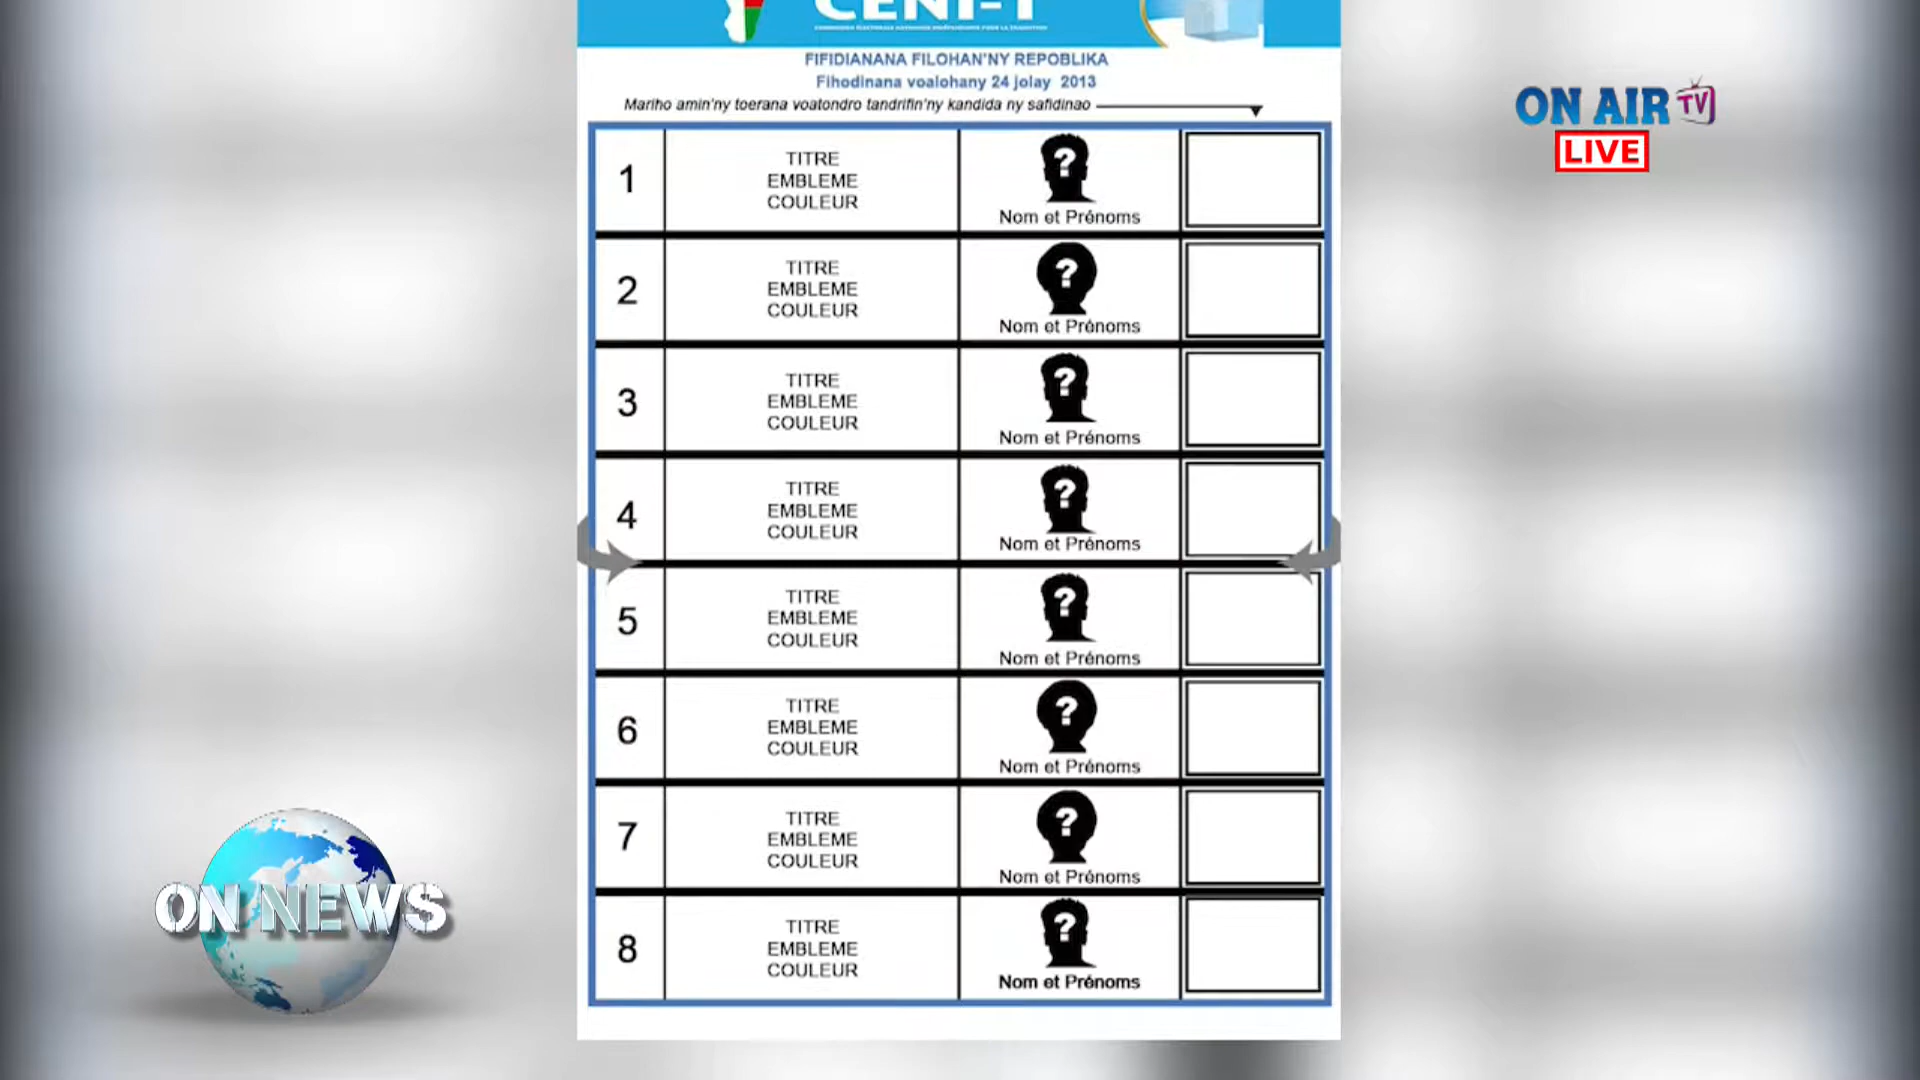 CENI-T
FIFIDIANANA FILOHAN'NY REPOBLIKA
Fihodinana voalohany 24 jolay 2013
Mariho amin'ny toerana voatondro tandrifin'ny kandida ny safidinao
ON AIR TV
LIVE
1
TITRE
EMBLEME
COULEUR
?
Nom et Prénoms
2
TITRE
EMBLEME
COULEUR
?
Nom et Prénoms
3
TITRE
EMBLEME
COULEUR
?
Nom et Prénoms
4
TITRE
EMBLEME
COULEUR
?
Nom et Prénoms
5
TITRE
EMBLEME
COULEUR
?
Nom et Prénoms
6
TITRE
EMBLEME
COULEUR
?
Nom et Prénoms
7
TITRE
EMBLEME
COULEUR
?
Nom et Prénoms
8
TITRE
EMBLEME
COULEUR
?
Nom et Prénoms
ON NEWS